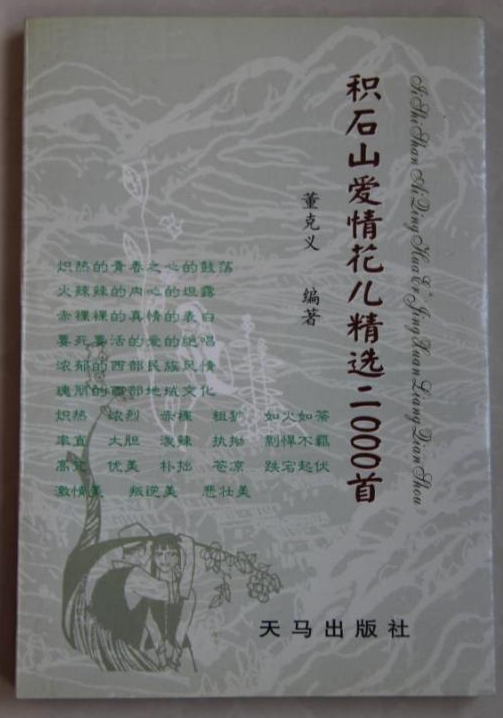 积石山爱情花儿精选二000首
Ji Shi Shan Ai Qing Hua Er Jing Xuan Liang Qian Shou
董克义 编著
炽热的青春之心的鼓荡
火辣辣的内心的坦露
赤裸裸的真情的表白
要死要活的爱的绝唱
浓郁的西部民族风情
瑰丽的西部地域文化
炽热 浓烈 赤裸 粗犷 如火如荼
率直 大胆 泼辣 执拗 剽悍不羁
高亢 优美 朴拙 苍凉 跌宕起伏
激情美 叛逆美 悲壮美
天马出版社